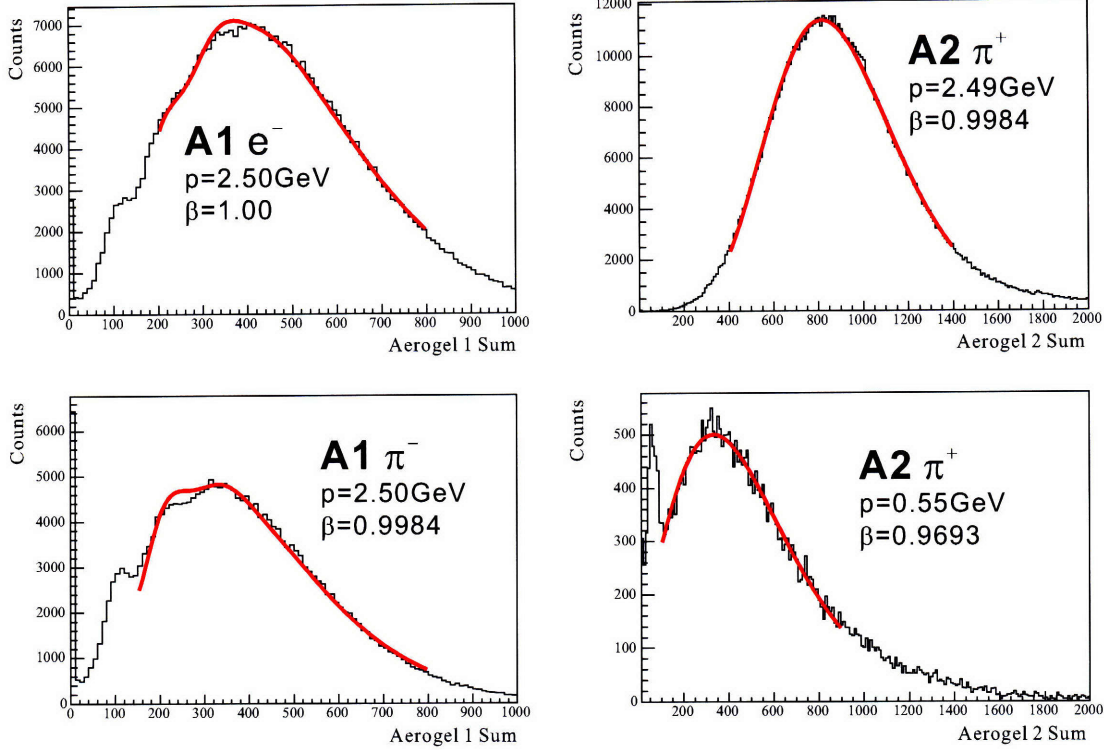 Counts
7000
6000
5000
4000
3000
2000
1000
0
A1 e⁻
p=2.50GeV
β=1.00
0 100 200 300 400 500 600 700 800 900 1000
Aerogel 1 Sum
Counts
12000
10000
8000
6000
4000
2000
0
A2 π⁺
p=2.49GeV
β=0.9984
200 400 600 800 1000 1200 1400 1600 1800 2000
Aerogel 2 Sum
Counts
6000
5000
4000
3000
2000
1000
0
A1 π⁻
p=2.50GeV
β=0.9984
0 100 200 300 400 500 600 700 800 900 1000
Aerogel 1 Sum
Counts
500
400
300
200
100
0
A2 π⁺
p=0.55GeV
β=0.9693
200 400 600 800 1000 1200 1400 1600 1800 2000
Aerogel 2 Sum